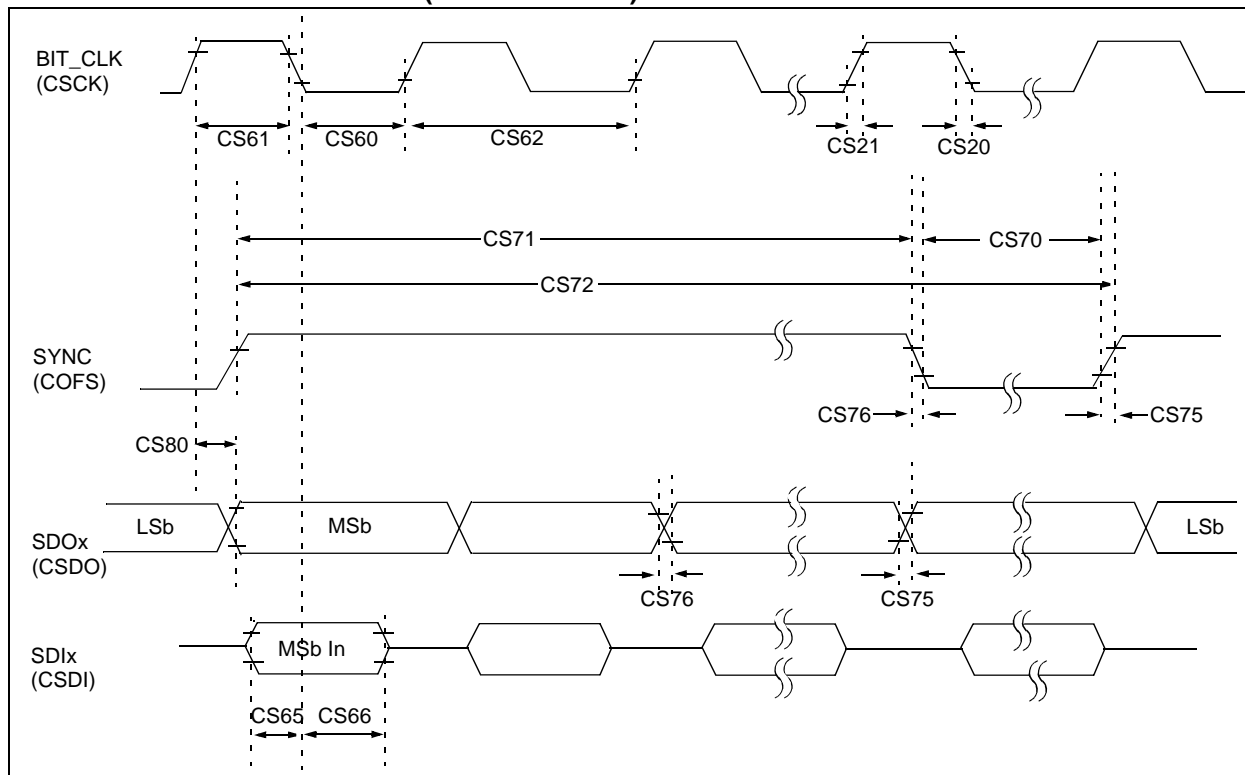 BIT_CLK
(CSCK)
CS61
CS60
CS62
CS21
CS20
CS71
CS70
CS72
SYNC
(COFS)
CS76
CS75
CS80
LSb
MSb
LSb
SDOx
(CSDO)
CS76
CS75
MSb In
SDIx
(CSDI)
CS65
CS66